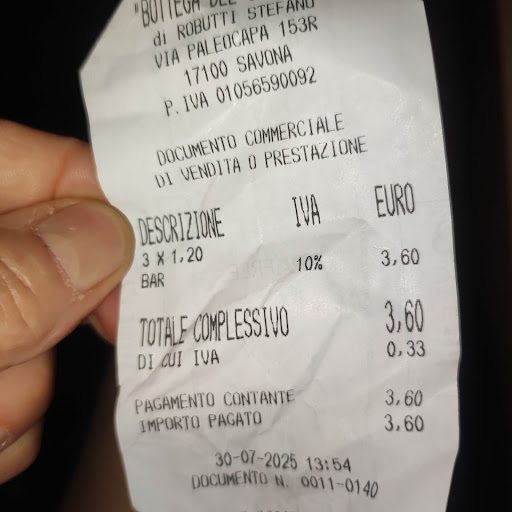 "BOTTEGA DEL
di ROBUTTI STEFANO
VIA PALEOCAPA 153R
17100 SAVONA
P.IVA 01056590092
DOCUMENTO COMMERCIALE
DI VENDITA O PRESTAZIONE
DESCRIZIONE IVA EURO
3 X 1,20
BAR 10% 3,60
TOTALE COMPLESSIVO 3,60
DI CUI IVA 0,33
PAGAMENTO CONTANTE 3,60
IMPORTO PAGATO 3,60
30-07-2025 13:54
DOCUMENTO N. 0011-0140